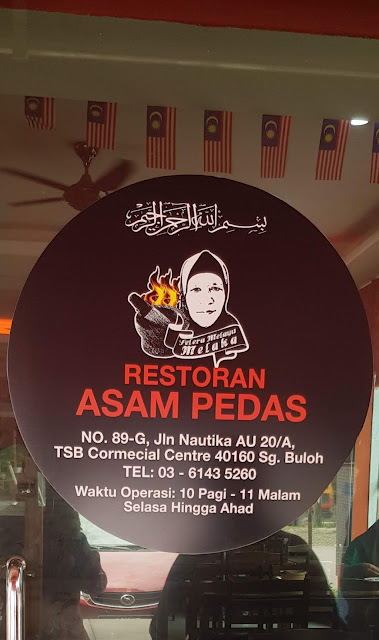 بسم الله الرحمن الرحيم
Selera Melayu
Melaka
RESTORAN
ASAM PEDAS
NO. 89-G, Jln Nautika AU 20/A,
TSB Cormecial Centre 40160 Sg. Buloh
TEL: 03 - 6143 5260
Waktu Operasi: 10 Pagi - 11 Malam
Selasa Hingga Ahad